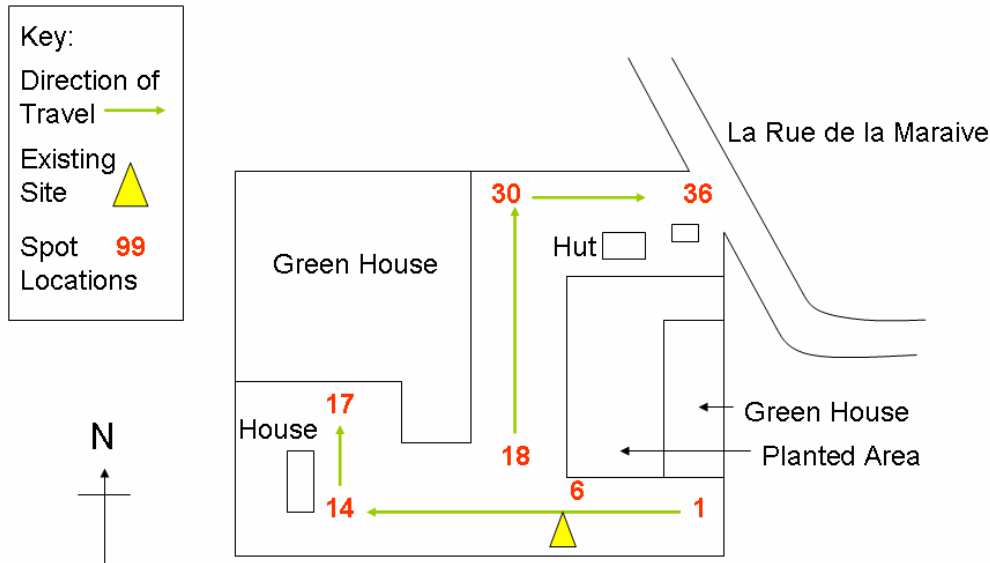 Key:
Direction of
Travel
Existing
Site
Spot 99
Locations
La Rue de la Maraive
30 36
Hut
Green House
17
House
Green House
N
18
Planted Area
6
14
1